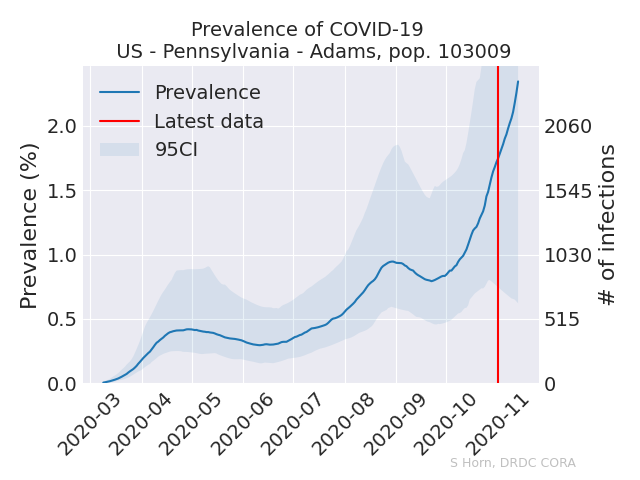 Prevalence of COVID-19
US - Pennsylvania - Adams, pop. 103009
Prevalence
Latest data
95CI
Prevalence (%)
2.0
1.5
1.0
0.5
0.0
2060
1545
1030
515
0
# of infections
2020-03
2020-04
2020-05
2020-06
2020-07
2020-08
2020-09
2020-10
2020-11
S Horn, DRDC CORA